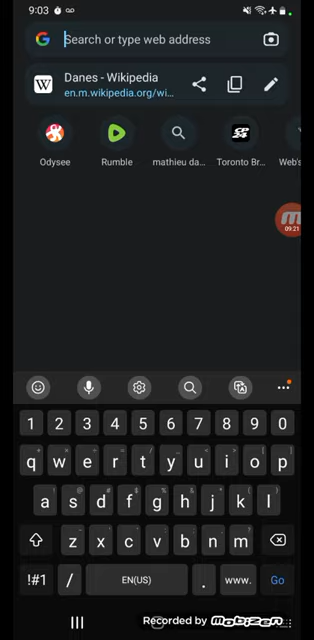 9:03
Search or type web address
W
Danes - Wikipedia
en.m.wikipedia.org/wi...
Odysee
Rumble
mathieu da...
Toronto Br...
Web's
09:21
1 2 3 4 5 6 7 8 9 0
q w e r t y u i o p
a s d f g h j k l
z x c v b n m
!#1 / EN(US) . www. Go
Recorded by MOBIZEN